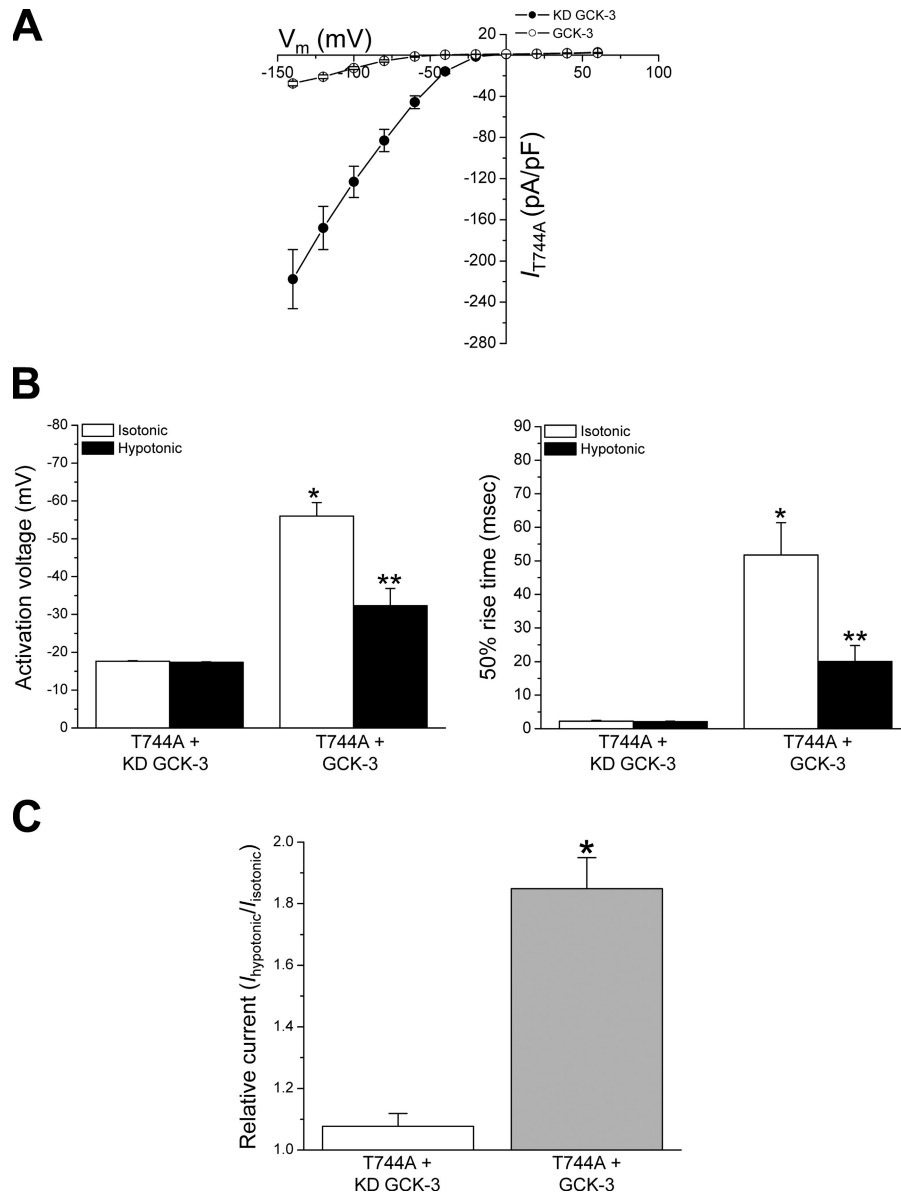 A
KD GCK-3
GCK-3
Vm (mV)
-150 -100 -50 50 100
20
-40
-80
-120
-160
-200
-240
-280
IT744A (pA/pF)
B
Isotonic
Hypotonic
Activation voltage (mV)
-80
-70
-60
-50
-40
-30
-20
-10
0
*
**
T744A +
KD GCK-3
T744A +
GCK-3
Isotonic
Hypotonic
50% rise time (msec)
90
80
70
60
50
40
30
20
10
0
*
**
T744A +
KD GCK-3
T744A +
GCK-3
C
Relative current (Ihypotonic/Iisotonic)
2.0
1.8
1.6
1.4
1.2
1.0
*
T744A +
KD GCK-3
T744A +
GCK-3